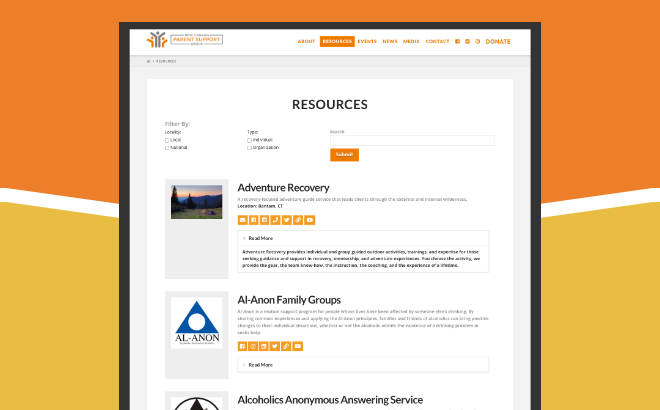 PARENT SUPPORT
GROUP
ABOUT RESOURCES EVENTS NEWS MEDIA CONTACT DONATE
RESOURCES
RESOURCES
Filter By:
Locality: Type: Search:
Local Individual
National Organization
Submit
Adventure Recovery
A recovery-focused adventure guide service that leads clients through the external and internal wilderness.
Location: Bantam, CT
Read More
Adventure Recovery provides individual and group guided outdoor activities, trainings, and expertise for those
seeking guidance and support in recovery, mentorship, and adventure experiences. You choose the activity, we
provide the gear, the team know-how, the instruction, the coaching, and the experience of a lifetime.
Al-Anon Family Groups
Al-Anon is a mutual support program for people whose lives have been affected by someone else's drinking. By
sharing common experiences and applying the Al-Anon principles, families and friends of alcoholics can bring positive
changes to their individual situations, whether or not the alcoholic admits the existence of a drinking problem or
seeks help.
AL-ANON
Read More
Alcoholics Anonymous Answering Service